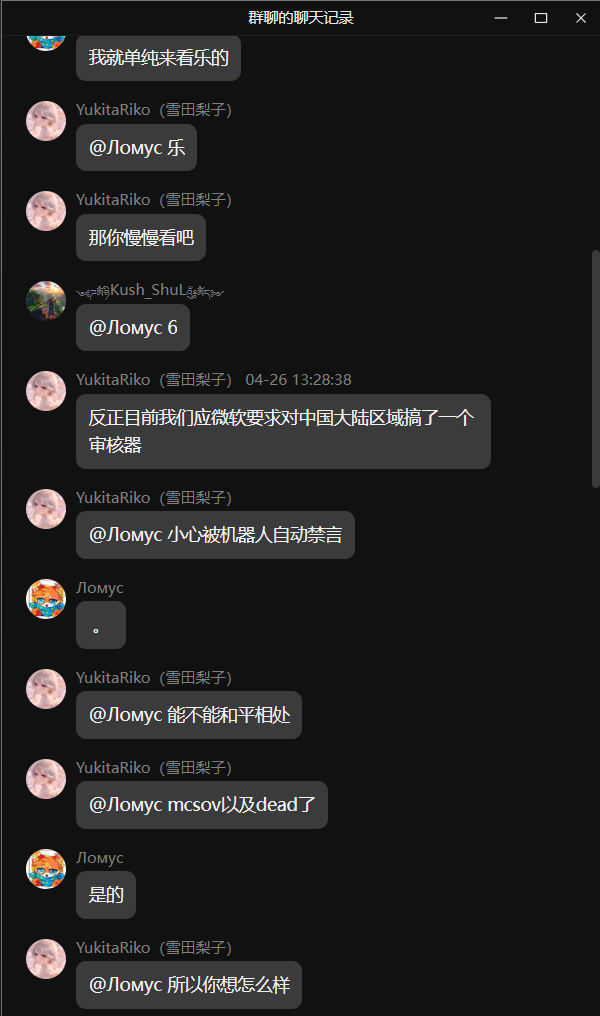 群聊的聊天记录
我就单纯来看乐的
YukitaRiko（雪田梨子）
@Ломус 乐
YukitaRiko（雪田梨子）
那你慢慢看吧
Kush_ShuL
@Ломус 6
YukitaRiko（雪田梨子） 04-26 13:28:38
反正目前我们应微软要求对中国大陆区域搞了一个
审核器
YukitaRiko（雪田梨子）
@Ломус 小心被机器人自动禁言
Ломус
。
YukitaRiko（雪田梨子）
@Ломус 能不能和平相处
YukitaRiko（雪田梨子）
@Ломус mcsov以及dead了
Ломус
是的
YukitaRiko（雪田梨子）
@Ломус 所以你想怎么样